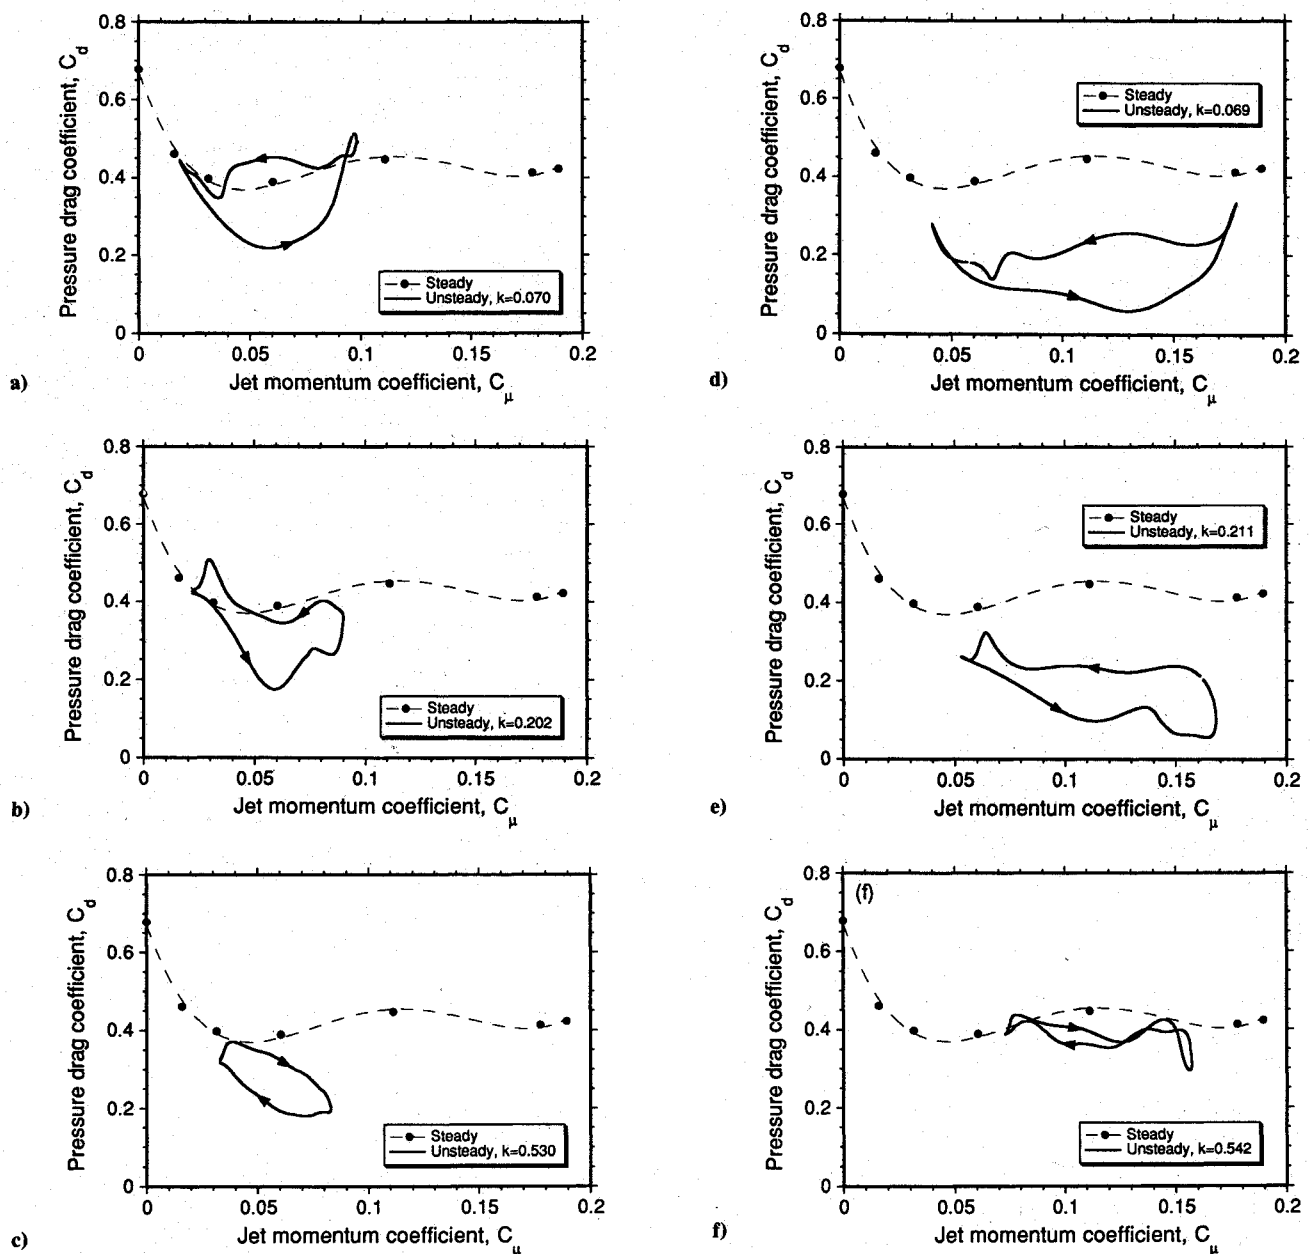 0.8
0.6
0.4
0.2
0
Pressure drag coefficient, C_d
Steady
Unsteady, k=0.070
0 0.05 0.1 0.15 0.2
Jet momentum coefficient, C_μ
a)
0.8
0.6
0.4
0.2
0
Pressure drag coefficient, C_d
Steady
Unsteady, k=0.069
0 0.05 0.1 0.15 0.2
Jet momentum coefficient, C_μ
d)
0.8
0.6
0.4
0.2
0
Pressure drag coefficient, C_d
Steady
Unsteady, k=0.202
0 0.05 0.1 0.15 0.2
Jet momentum coefficient, C_μ
b)
0.8
0.6
0.4
0.2
0
Pressure drag coefficient, C_d
Steady
Unsteady, k=0.211
0 0.05 0.1 0.15 0.2
Jet momentum coefficient, C_μ
e)
0.8
0.6
0.4
0.2
0
Pressure drag coefficient, C_d
Steady
Unsteady, k=0.530
0 0.05 0.1 0.15 0.2
Jet momentum coefficient, C_μ
c)
(f)
0.8
0.6
0.4
0.2
0
Pressure drag coefficient, C_d
Steady
Unsteady, k=0.542
0 0.05 0.1 0.15 0.2
Jet momentum coefficient, C_μ
f)